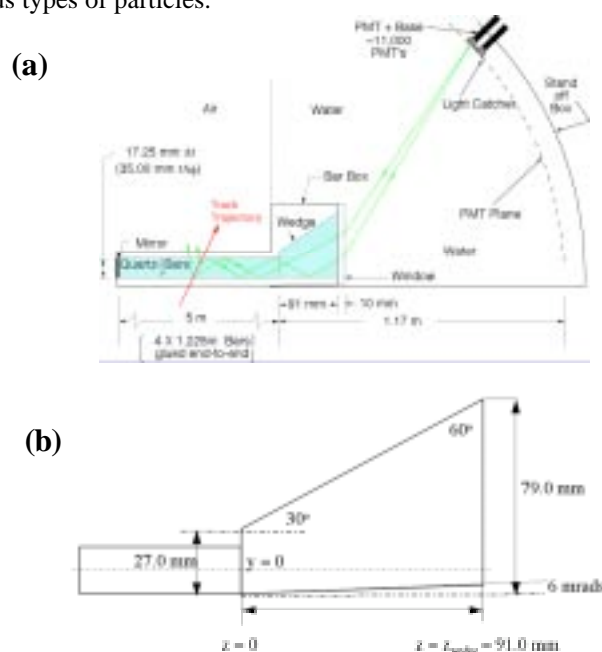 us types of particles.
(a)
PMT + Base
~11,000
PMT's
Light Catcher
Stand
off
Box
Air
Water
17.25 mm
(35.00 mm
Bar Box
Track
Trajectory
Wedge
PMT Plane
Mirror
Water
Quartz Bars
Window
91 mm
10 mm
5 m
1.17 m
4 x 1.225m Bars
glued end-to-end
(b)
60°
79.0 mm
30°
27.0 mm
y = 0
6 mrad
z = 0
= 91.0 mm